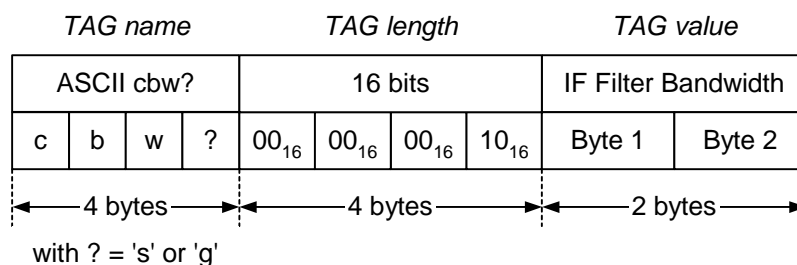 TAG name TAG length TAG value
ASCII cbw? 16 bits IF Filter Bandwidth
c b w ? 00₁₆ 00₁₆ 00₁₆ 10₁₆ Byte 1 Byte 2
4 bytes 4 bytes 2 bytes
with ? = 's' or 'g'